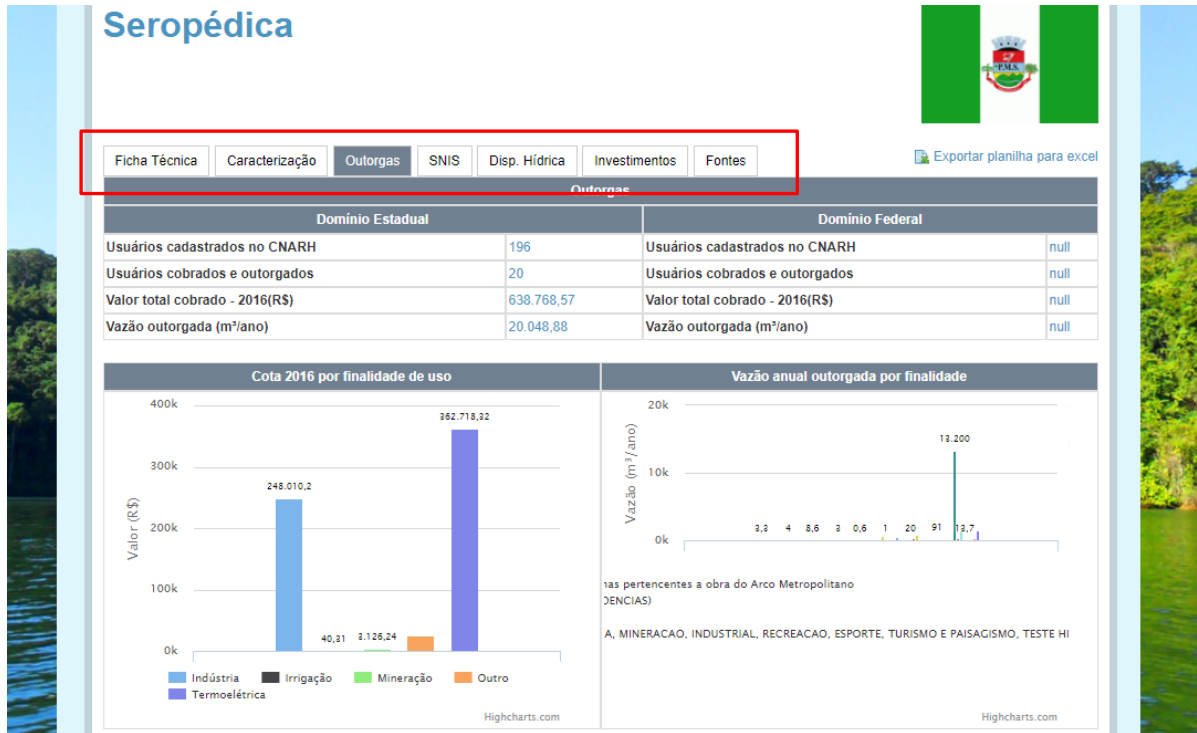 Seropédica
P.M.S.
Ficha Técnica Caracterização Outorgas SNIS Disp. Hídrica Investimentos Fontes Exportar planilha para excel
Outorgas
Domínio Estadual Domínio Federal
Usuários cadastrados no CNARH 196 Usuários cadastrados no CNARH null
Usuários cobrados e outorgados 20 Usuários cobrados e outorgados null
Valor total cobrado - 2016(R$) 638.768,57 Valor total cobrado - 2016(R$) null
Vazão outorgada (m³/ano) 20.048,88 Vazão outorgada (m³/ano) null
Cota 2016 por finalidade de uso Vazão anual outorgada por finalidade
Valor (R$)
400k
300k
200k
100k
0k
248.010,2
40,31
3.126,24
362.718,32
Indústria Irrigação Mineração Outro
Termoelétrica
Highcharts.com
Vazão (m³/ano)
20k
10k
0k
3,3 4 8,6 3 0,6 1 20 91 13,7
13.200
nas pertencentes a obra do Arco Metropolitano
DENCIAS)
A, MINERACAO, INDUSTRIAL, RECREACAO, ESPORTE, TURISMO E PAISAGISMO, TESTE HI
Highcharts.com